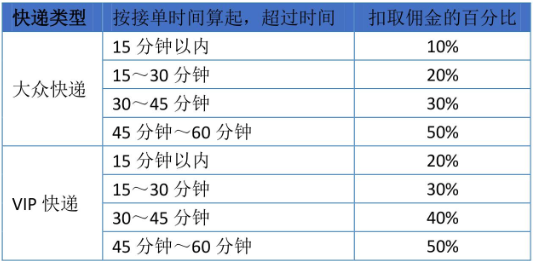 快递类型 按接单时间算起，超过时间 扣取佣金的百分比
大众快递
15 分钟以内 10%
15～30 分钟 20%
30～45 分钟 30%
45 分钟～60 分钟 50%
VIP 快递
15 分钟以内 20%
15～30 分钟 30%
30～45 分钟 40%
45 分钟～60 分钟 50%